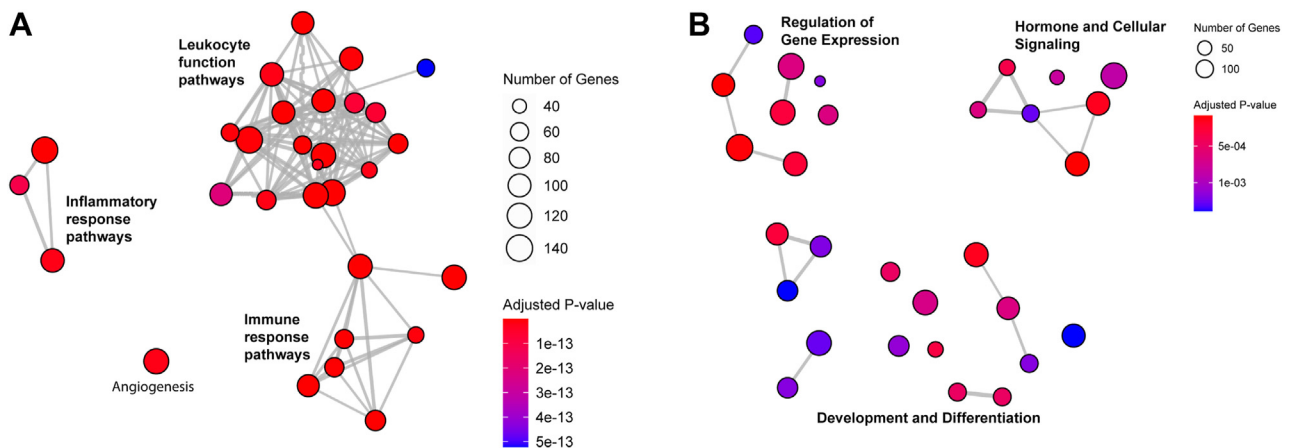 A
Leukocyte
function
pathways
Inflammatory
response
pathways
Immune
response
pathways
Angiogenesis
Number of Genes
40
60
80
100
120
140
Adjusted P-value
1e-13
2e-13
3e-13
4e-13
5e-13
B
Regulation of
Gene Expression
Hormone and Cellular
Signaling
Development and Differentiation
Number of Genes
50
100
Adjusted P-value
5e-04
1e-03